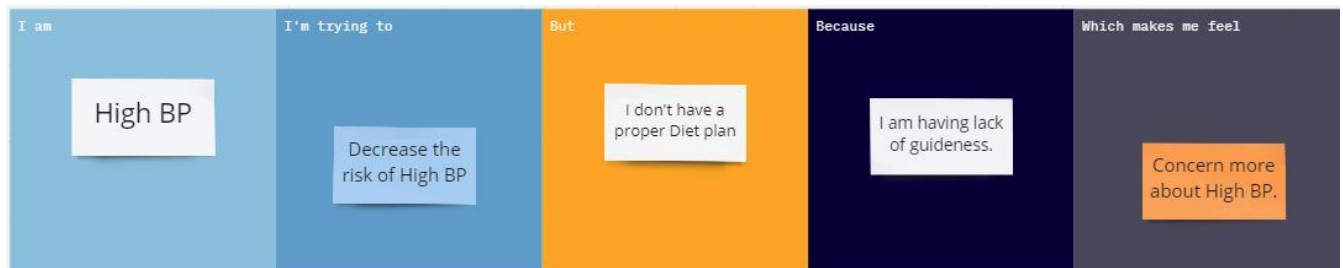 I am
High BP
I'm trying to
Decrease the
risk of High BP
But
I don't have a
proper Diet plan
Because
I am having lack
of guideness.
Which makes me feel
Concern more
about High BP.